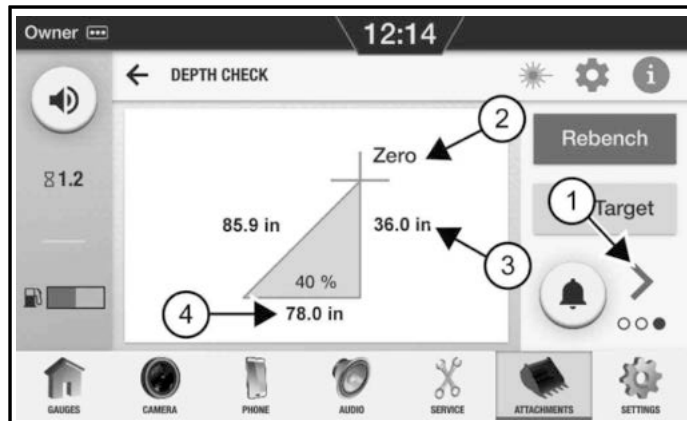 Owner
12:14
DEPTH CHECK
i
2
Zero
Rebench
1.2
1
Target
85.9 in
36.0 in
3
40 %
4
78.0 in
GAUGES
CAMERA
PHONE
AUDIO
SERVICE
ATTACHMENTS
SETTINGS